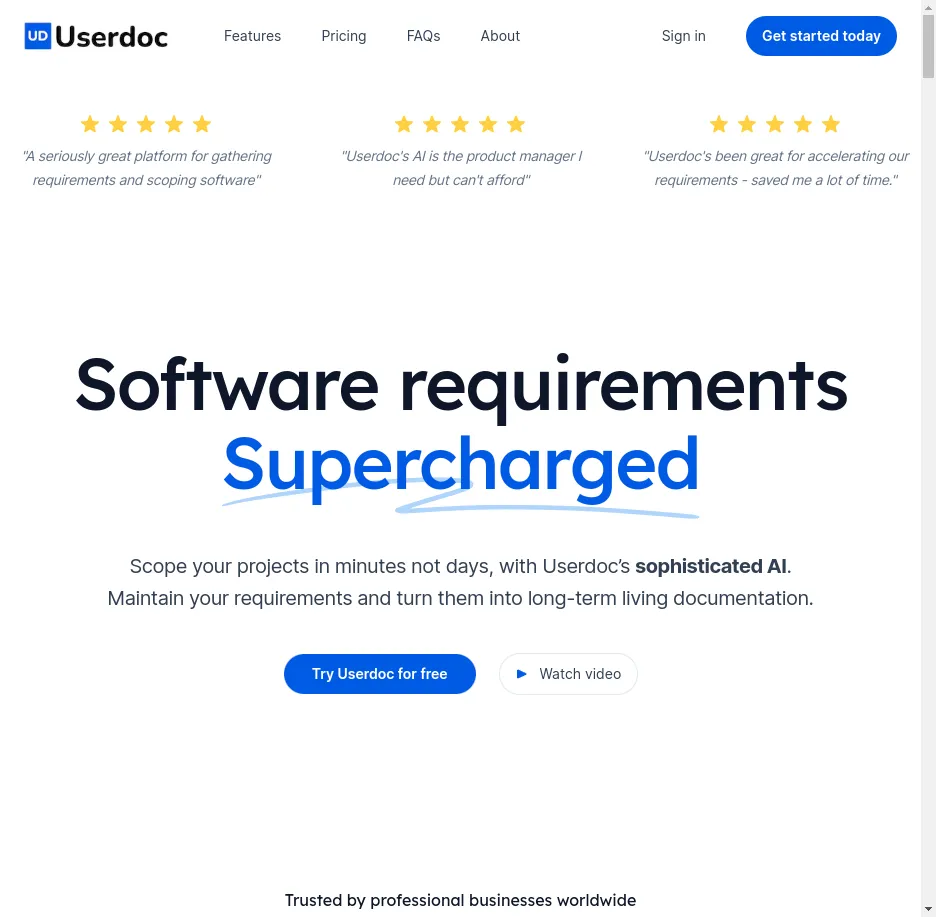 UD Userdoc
Features
Pricing
FAQs
About
Sign in
Get started today
"A seriously great platform for gathering
requirements and scoping software"
"Userdoc's AI is the product manager I
need but can't afford"
"Userdoc's been great for accelerating our
requirements - saved me a lot of time."
Software requirements
Supercharged
Scope your projects in minutes not days, with Userdoc’s sophisticated AI.
Maintain your requirements and turn them into long-term living documentation.
Try Userdoc for free
Watch video
Trusted by professional businesses worldwide